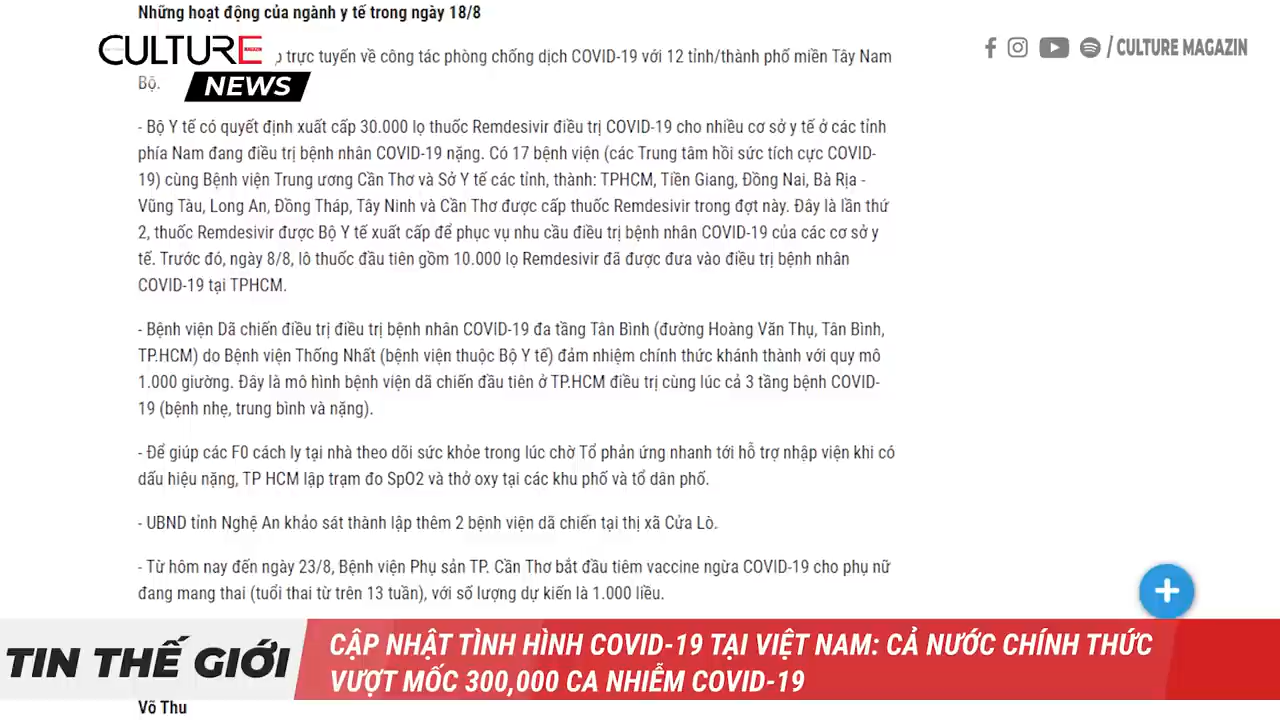 Những hoạt động của ngành y tế trong ngày 18/8
CULTURE
NEWS
/ CULTURE MAGAZIN
trực tuyến về công tác phòng chống dịch COVID-19 với 12 tỉnh/thành phố miền Tây Nam
Bộ.
- Bộ Y tế có quyết định xuất cấp 30.000 lọ thuốc Remdesivir điều trị COVID-19 cho nhiều cơ sở y tế ở các tỉnh
phía Nam đang điều trị bệnh nhân COVID-19 nặng. Có 17 bệnh viện (các Trung tâm hồi sức tích cực COVID-
19) cùng Bệnh viện Trung ương Cần Thơ và Sở Y tế các tỉnh, thành: TPHCM, Tiền Giang, Đồng Nai, Bà Rịa -
Vũng Tàu, Long An, Đồng Tháp, Tây Ninh và Cần Thơ được cấp thuốc Remdesivir trong đợt này. Đây là lần thứ
2, thuốc Remdesivir được Bộ Y tế xuất cấp để phục vụ nhu cầu điều trị bệnh nhân COVID-19 của các cơ sở y
tế. Trước đó, ngày 8/8, lô thuốc đầu tiên gồm 10.000 lọ Remdesivir đã được đưa vào điều trị bệnh nhân
COVID-19 tại TPHCM.
- Bệnh viện Dã chiến điều trị điều trị bệnh nhân COVID-19 đa tầng Tân Bình (đường Hoàng Văn Thụ, Tân Bình,
TP.HCM) do Bệnh viện Thống Nhất (bệnh viện thuộc Bộ Y tế) đảm nhiệm chính thức khánh thành với quy mô
1.000 giường. Đây là mô hình bệnh viện dã chiến đầu tiên ở TP.HCM điều trị cùng lúc cả 3 tầng bệnh COVID-
19 (bệnh nhẹ, trung bình và nặng).
- Để giúp các F0 cách ly tại nhà theo dõi sức khỏe trong lúc chờ Tổ phản ứng nhanh tới hỗ trợ nhập viện khi có
dấu hiệu nặng, TP HCM lập trạm đo SpO2 và thở oxy tại các khu phố và tổ dân phố.
- UBND tỉnh Nghệ An khảo sát thành lập thêm 2 bệnh viện dã chiến tại thị xã Cửa Lò.
- Từ hôm nay đến ngày 23/8, Bệnh viện Phụ sản TP. Cần Thơ bắt đầu tiêm vaccine ngừa COVID-19 cho phụ nữ
đang mang thai (tuổi thai từ trên 13 tuần), với số lượng dự kiến là 1.000 liều.
TIN THẾ GIỚI
CẬP NHẬT TÌNH HÌNH COVID-19 TẠI VIỆT NAM: CẢ NƯỚC CHÍNH THỨC
VƯỢT MỐC 300,000 CA NHIỄM COVID-19
Võ Thu